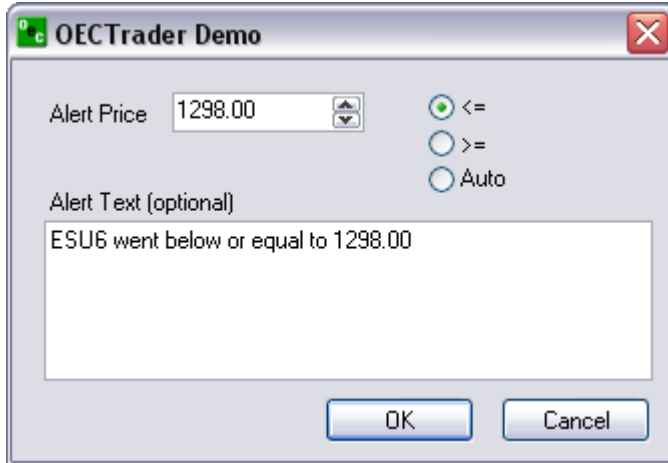 Oec OECTrader Demo
Alert Price 1298.00 <=
>=
Auto
Alert Text (optional)
ESU6 went below or equal to 1298.00
OK Cancel